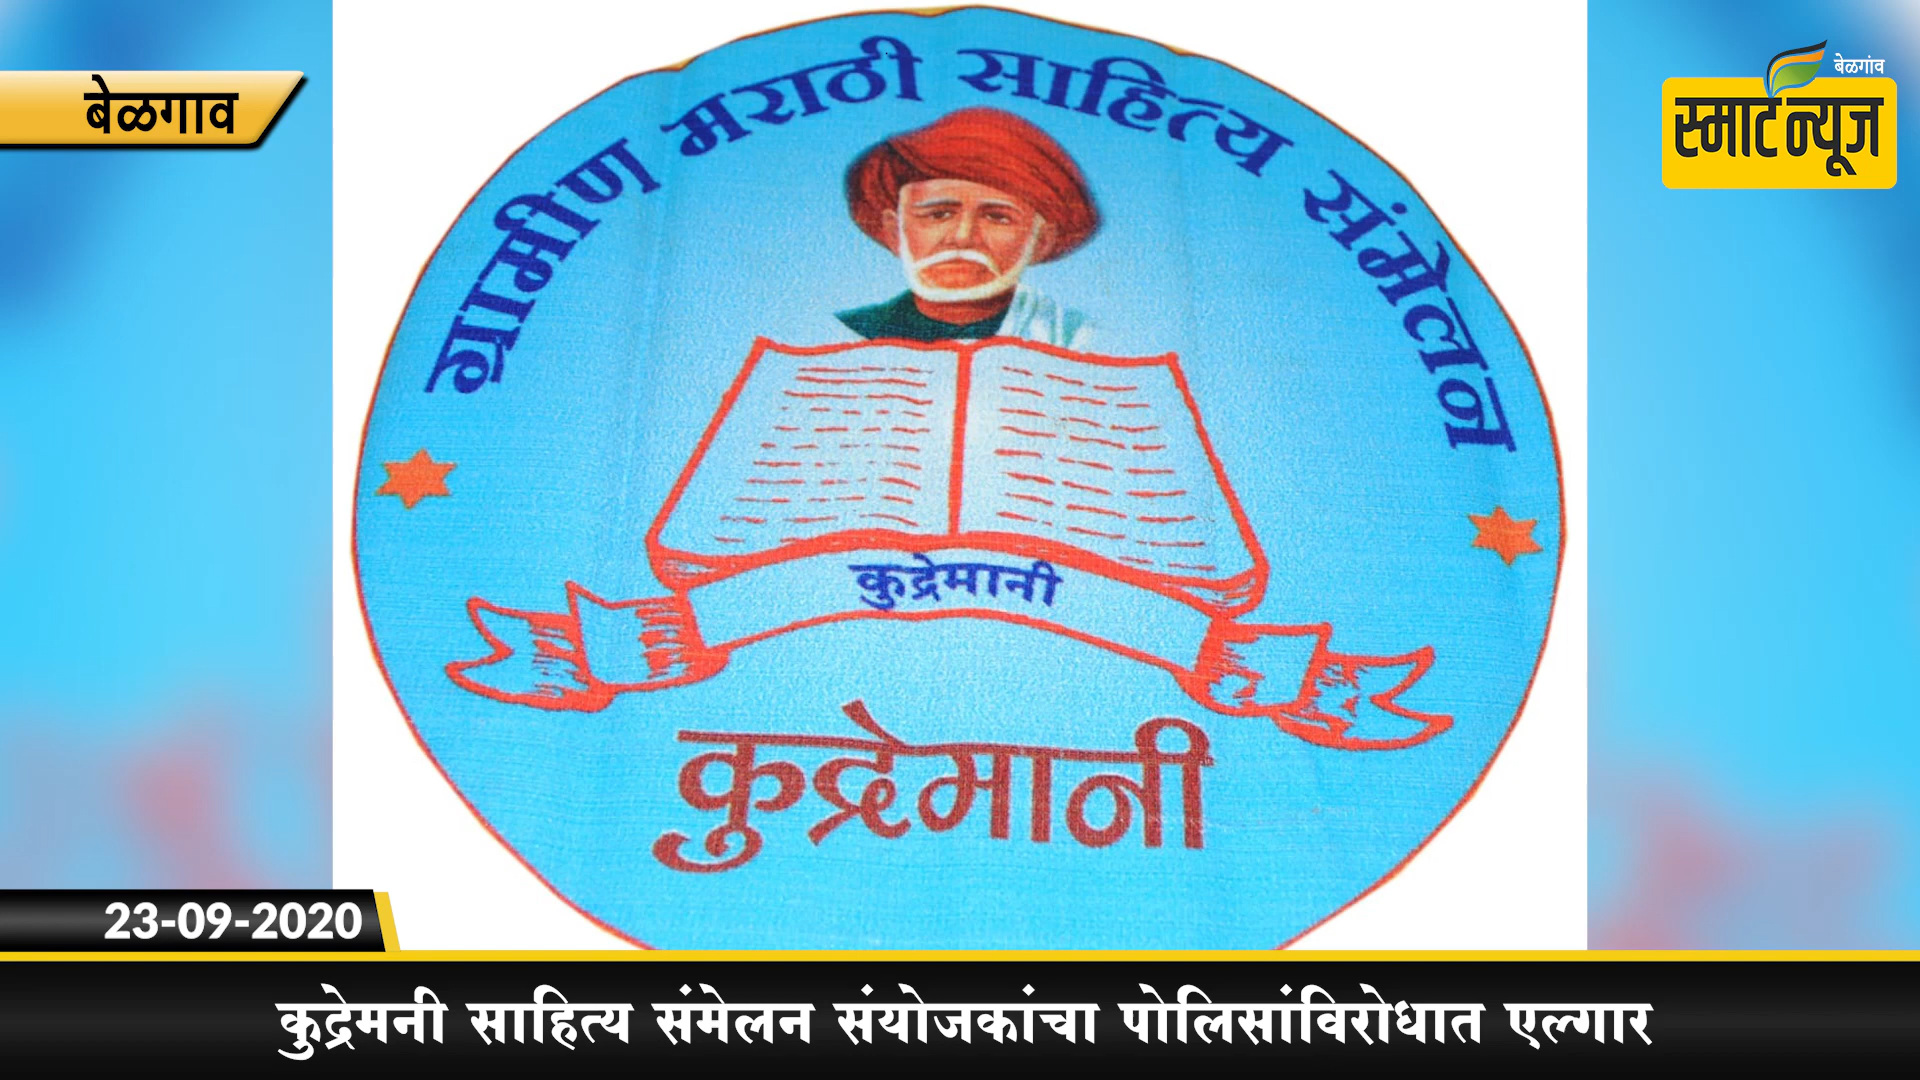 बेळगाव
बेळगांव
स्मार्ट न्यूज
ग्रामीण मराठी साहित्य संमेलन
कुद्रेमानी
कुद्रेमानी
23-09-2020
कुद्रेमनी साहित्य संमेलन संयोजकांचा पोलिसांविरोधात एल्गार